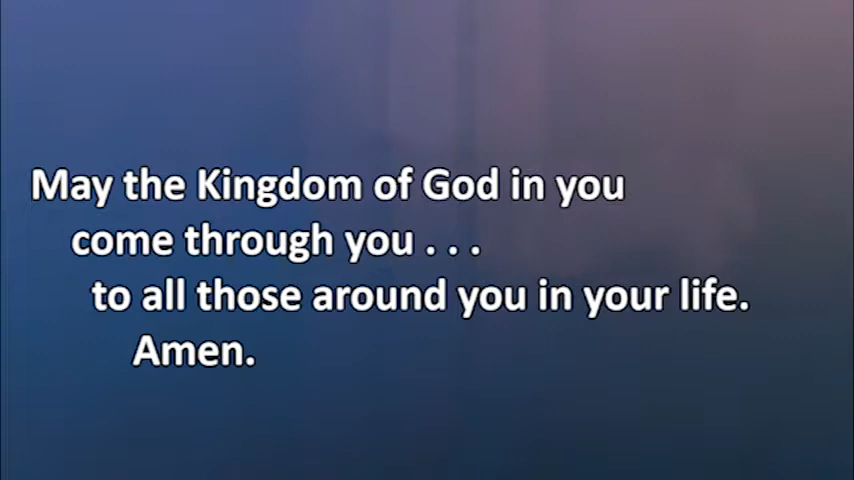 May the Kingdom of God in you
come through you . . .
to all those around you in your life.
Amen.